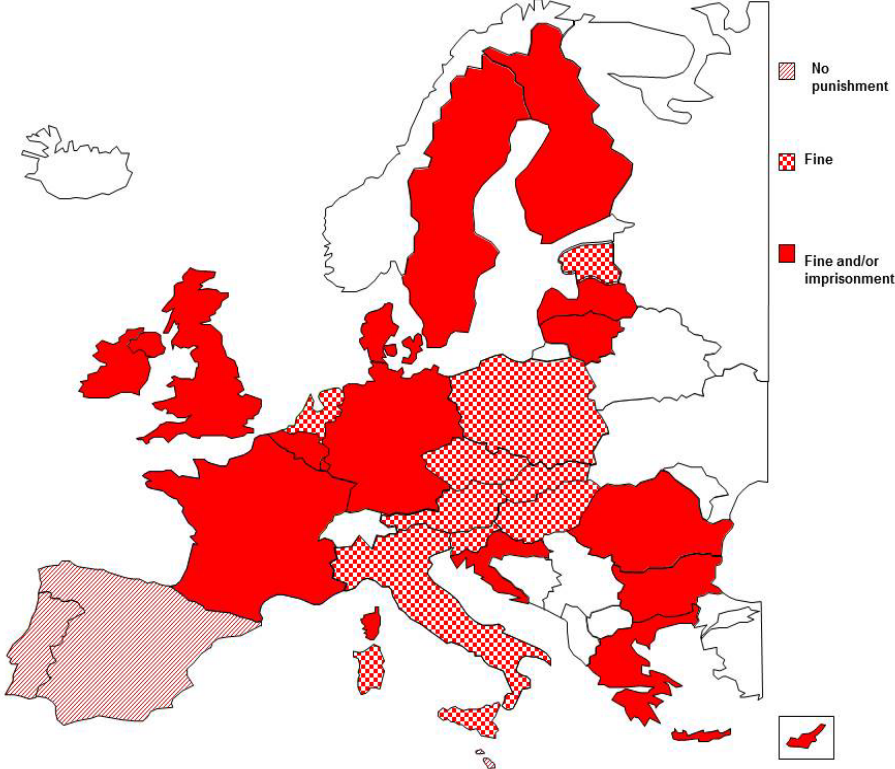 No
punishment
Fine
Fine and/or
imprisonment